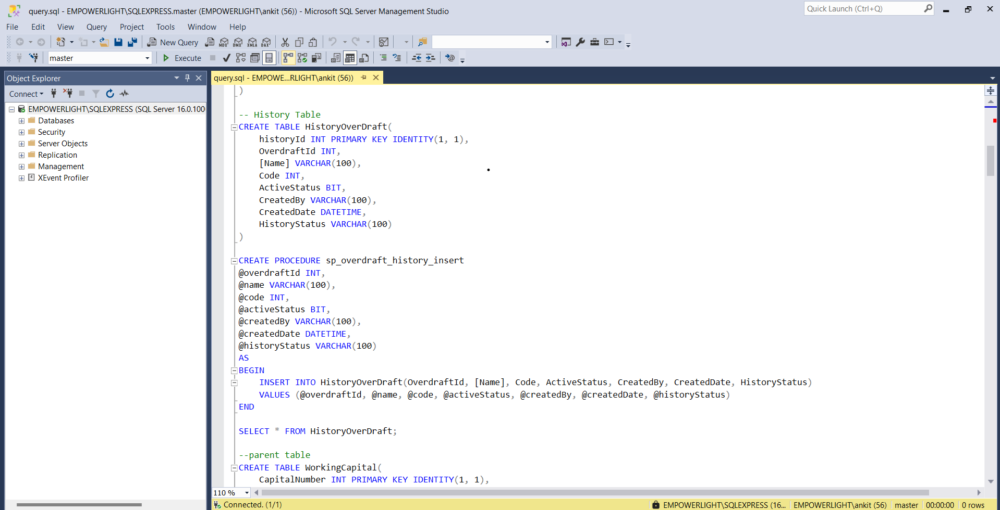 query.sql - EMPOWERLIGHT\SQLEXPRESS.master (EMPOWERLIGHT\ankit (56)) - Microsoft SQL Server Management Studio
Quick Launch (Ctrl+Q)
File Edit View Query Project Tools Window Help
New Query MDX DMX XMLA DAX
master Execute
Object Explorer
Connect
EMPOWERLIGHT\SQLEXPRESS (SQL Server 16.0.100
Databases
Security
Server Objects
Replication
Management
XEvent Profiler
query.sql - EMPOWE...RLIGHT\ankit (56))
)
-- History Table
CREATE TABLE HistoryOverDraft(
historyId INT PRIMARY KEY IDENTITY(1, 1),
OverdraftId INT,
[Name] VARCHAR(100),
Code INT,
ActiveStatus BIT,
CreatedBy VARCHAR(100),
CreatedDate DATETIME,
HistoryStatus VARCHAR(100)
)
CREATE PROCEDURE sp_overdraft_history_insert
@overdraftId INT,
@name VARCHAR(100),
@code INT,
@activeStatus BIT,
@createdBy VARCHAR(100),
@createdDate DATETIME,
@historyStatus VARCHAR(100)
AS
BEGIN
INSERT INTO HistoryOverDraft(OverdraftId, [Name], Code, ActiveStatus, CreatedBy, CreatedDate, HistoryStatus)
VALUES (@overdraftId, @name, @code, @activeStatus, @createdBy, @createdDate, @historyStatus)
END
SELECT * FROM HistoryOverDraft;
--parent table
CREATE TABLE WorkingCapital(
CapitalNumber INT PRIMARY KEY IDENTITY(1, 1),
110 %
Connected. (1/1)
EMPOWERLIGHT\SQLEXPRESS (16... EMPOWERLIGHT\ankit (56) master 00:00:00 0 rows